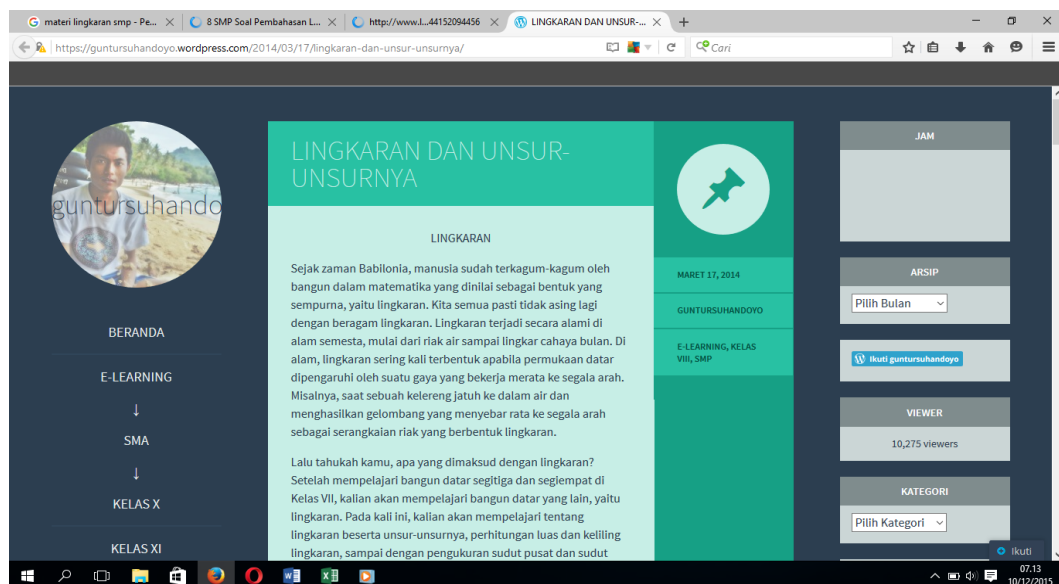 materi lingkaran smp - Pe...
8 SMP Soal Pembahasan L...
http://www.l...44152094456
LINGKARAN DAN UNSUR-...
https://guntursuhandoyo.wordpress.com/2014/03/17/lingkaran-dan-unsur-unsurnya/
Cari
guntursuhando
BERANDA
E-LEARNING
↓
SMA
↓
KELAS X
KELAS XI
LINGKARAN DAN UNSUR-
UNSURNYA
LINGKARAN
Sejak zaman Babilonia, manusia sudah terkagum-kagum oleh
bangun dalam matematika yang dinilai sebagai bentuk yang
sempurna, yaitu lingkaran. Kita semua pasti tidak asing lagi
dengan beragam lingkaran. Lingkaran terjadi secara alami di
alam semesta, mulai dari riak air sampai lingkar cahaya bulan. Di
alam, lingkaran sering kali terbentuk apabila permukaan datar
dipengaruhi oleh suatu gaya yang bekerja merata ke segala arah.
Misalnya, saat sebuah kelereng jatuh ke dalam air dan
menghasilkan gelombang yang menyebar rata ke segala arah
sebagai serangkaian riak yang berbentuk lingkaran.
Lalu tahukah kamu, apa yang dimaksud dengan lingkaran?
Setelah mempelajari bangun datar segitiga dan segiempat di
Kelas VII, kalian akan mempelajari bangun datar yang lain, yaitu
lingkaran. Pada kali ini, kalian akan mempelajari tentang
lingkaran beserta unsur-unsurnya, perhitungan luas dan keliling
lingkaran, sampai dengan pengukuran sudut pusat dan sudut
MARET 17, 2014
GUNTURSUHANDOYO
E-LEARNING, KELAS
VIII, SMP
JAM
ARSIP
Pilih Bulan
Ikuti guntursuhandoyo
VIEWER
10,275 viewers
KATEGORI
Pilih Kategori
Ikuti
07.13
10/12/2015